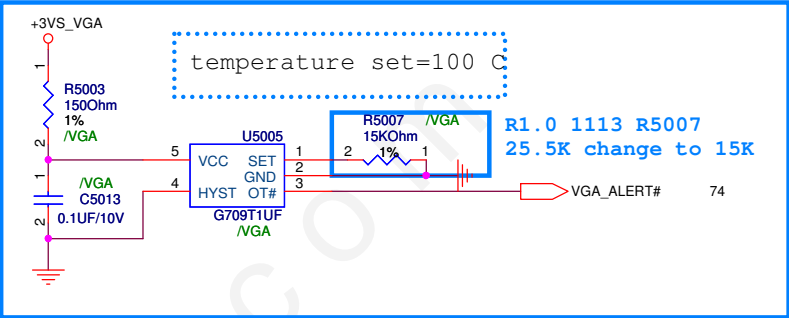 +3VS_VGA
temperature set=100 C
1
R5003
150Ohm
1%
/VGA
2
R5007 /VGA
15KOhm
2 1% 1
R1.0 1113 R5007
25.5K change to 15K
U5005
5 VCC SET 1
GND 2
4 HYST OT# 3
G709T1UF
/VGA
1 /VGA
C5013
0.1UF/10V
2
VGA_ALERT# 74
C o m